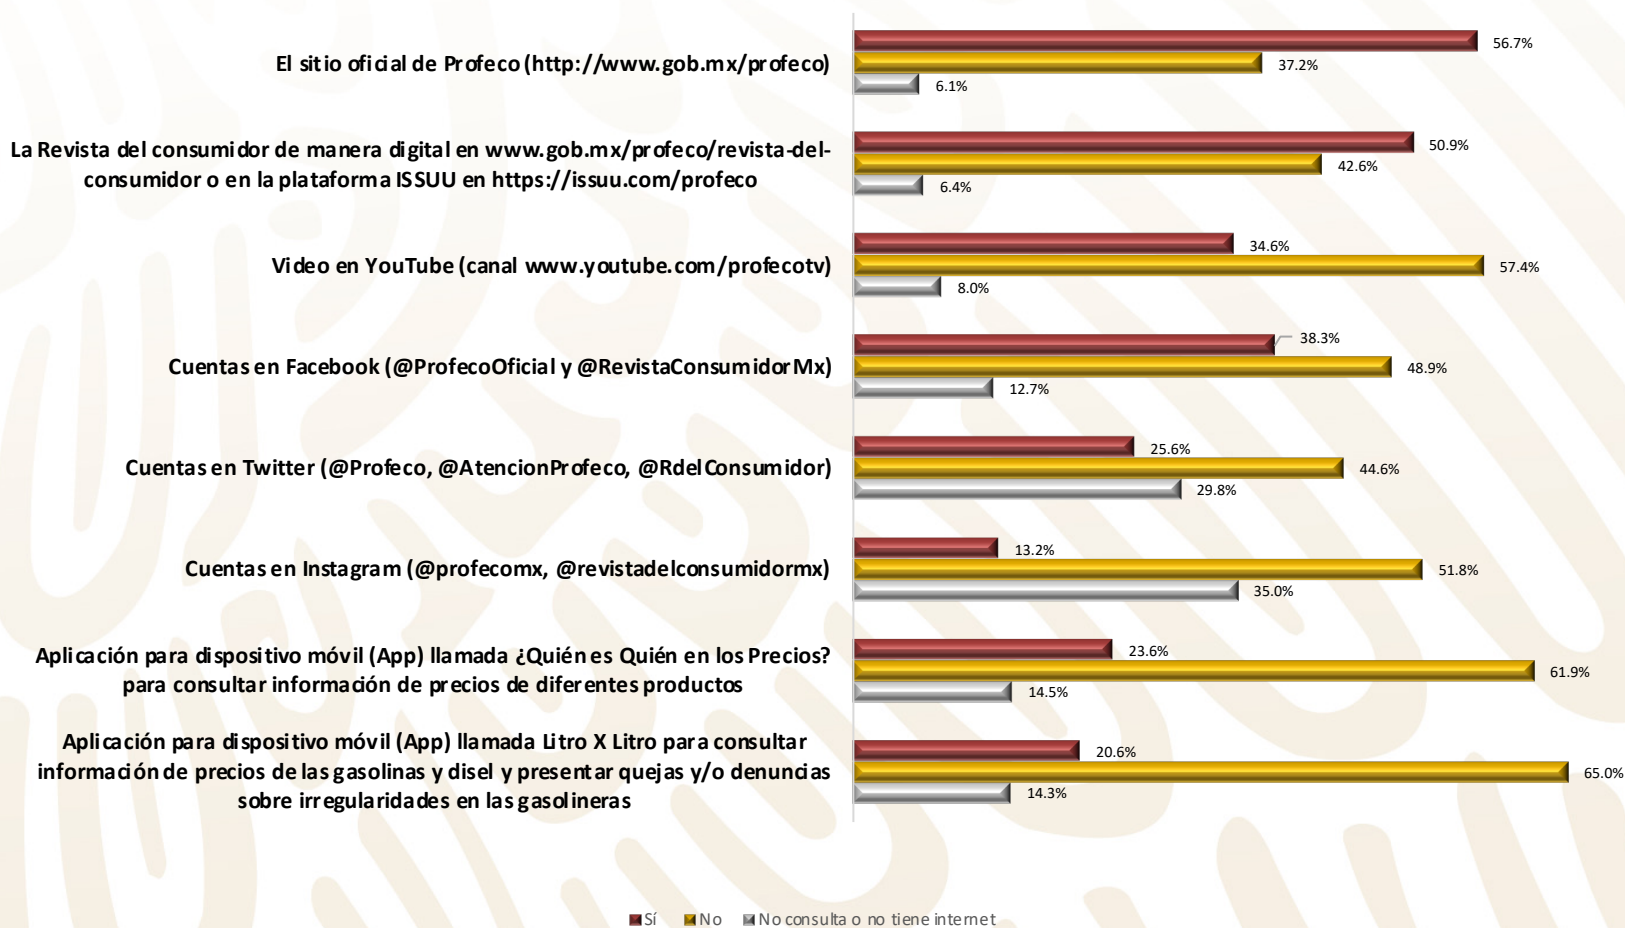 El sitio oficial de Profeco (http://www.gob.mx/profeco)
56.7%
37.2%
6.1%
La Revista del consumidor de manera digital en www.gob.mx/profeco/revista-del-
consumidor o en la plataforma ISSUU en https://issuu.com/profeco
50.9%
42.6%
6.4%
Video en YouTube (canal www.youtube.com/profecotv)
34.6%
57.4%
8.0%
Cuentas en Facebook (@ProfecoOficial y @RevistaConsumidorMx)
38.3%
48.9%
12.7%
Cuentas en Twitter (@Profeco, @AtencionProfeco, @RdelConsumidor)
25.6%
44.6%
29.8%
Cuentas en Instagram (@profecomx, @revistadelconsumidormx)
13.2%
51.8%
35.0%
Aplicación para dispositivo móvil (App) llamada ¿Quién es Quién en los Precios?
para consultar información de precios de diferentes productos
23.6%
61.9%
14.5%
Aplicación para dispositivo móvil (App) llamada Litro X Litro para consultar
información de precios de las gasolinas y disel y presentar quejas y/o denuncias
sobre irregularidades en las gasolineras
20.6%
65.0%
14.3%
Sí No No consulta o no tiene internet